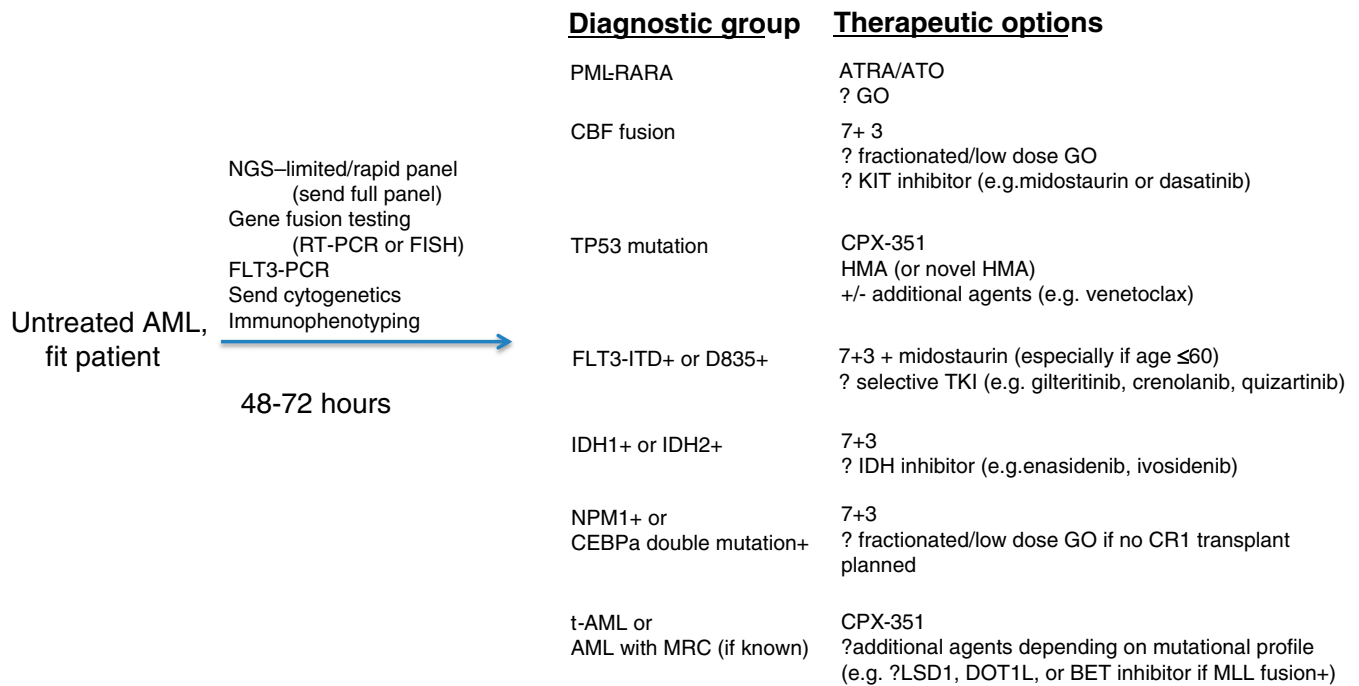 Diagnostic group Therapeutic options
Untreated AML,
fit patient
NGS–limited/rapid panel
(send full panel)
Gene fusion testing
(RT-PCR or FISH)
FLT3-PCR
Send cytogenetics
Immunophenotyping
48-72 hours
PML-RARA
ATRA/ATO
? GO
CBF fusion
7+ 3
? fractionated/low dose GO
? KIT inhibitor (e.g.midostaurin or dasatinib)
TP53 mutation
CPX-351
HMA (or novel HMA)
+/- additional agents (e.g. venetoclax)
FLT3-ITD+ or D835+
7+3 + midostaurin (especially if age ≤60)
? selective TKI (e.g. gilteritinib, crenolanib, quizartinib)
IDH1+ or IDH2+
7+3
? IDH inhibitor (e.g.enasidenib, ivosidenib)
NPM1+ or
CEBPa double mutation+
7+3
? fractionated/low dose GO if no CR1 transplant
planned
t-AML or
AML with MRC (if known)
CPX-351
?additional agents depending on mutational profile
(e.g. ?LSD1, DOT1L, or BET inhibitor if MLL fusion+)